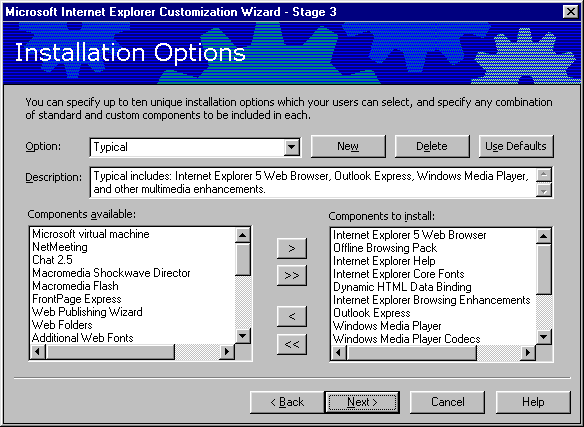 Microsoft Internet Explorer Customization Wizard - Stage 3
Installation Options
You can specify up to ten unique installation options which your users can select, and specify any combination
of standard and custom components to be included in each.
Option: Typical New Delete Use Defaults
Description: Typical includes: Internet Explorer 5 Web Browser, Outlook Express, Windows Media Player,
and other multimedia enhancements.
Components available:
Microsoft virtual machine
NetMeeting
Chat 2.5
Macromedia Shockwave Director
Macromedia Flash
FrontPage Express
Web Publishing Wizard
Web Folders
Additional Web Fonts
>
>>
<
<<
Components to install:
Internet Explorer 5 Web Browser
Offline Browsing Pack
Internet Explorer Help
Internet Explorer Core Fonts
Dynamic HTML Data Binding
Internet Explorer Browsing Enhancements
Outlook Express
Windows Media Player
Windows Media Player Codecs
< Back Next > Cancel Help